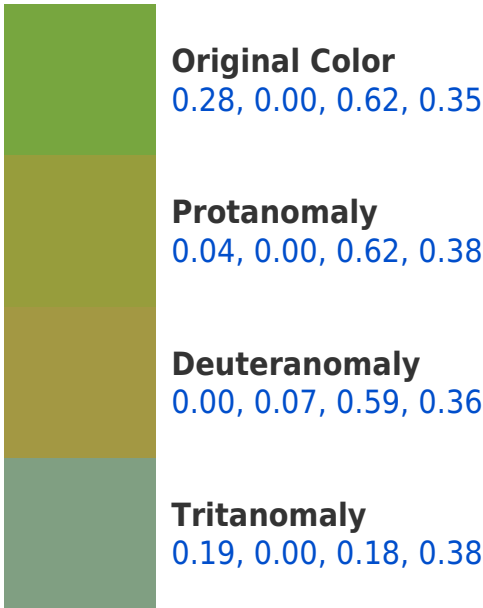 Original Color
0.28, 0.00, 0.62, 0.35
Protanomaly
0.04, 0.00, 0.62, 0.38
Deuteranomaly
0.00, 0.07, 0.59, 0.36
Tritanomaly
0.19, 0.00, 0.18, 0.38